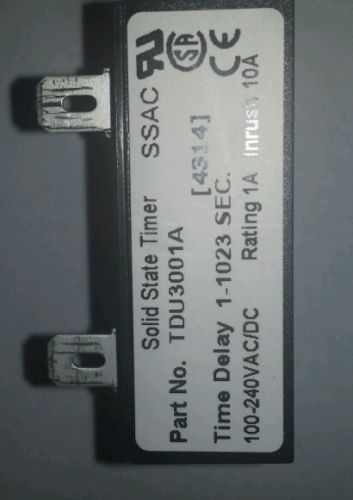 Solid State Timer SSAC
Part No. TDU3001A [4314]
Time Delay 1-1023 SEC.
100-240VAC/DC Rating 1A Inrush 10A